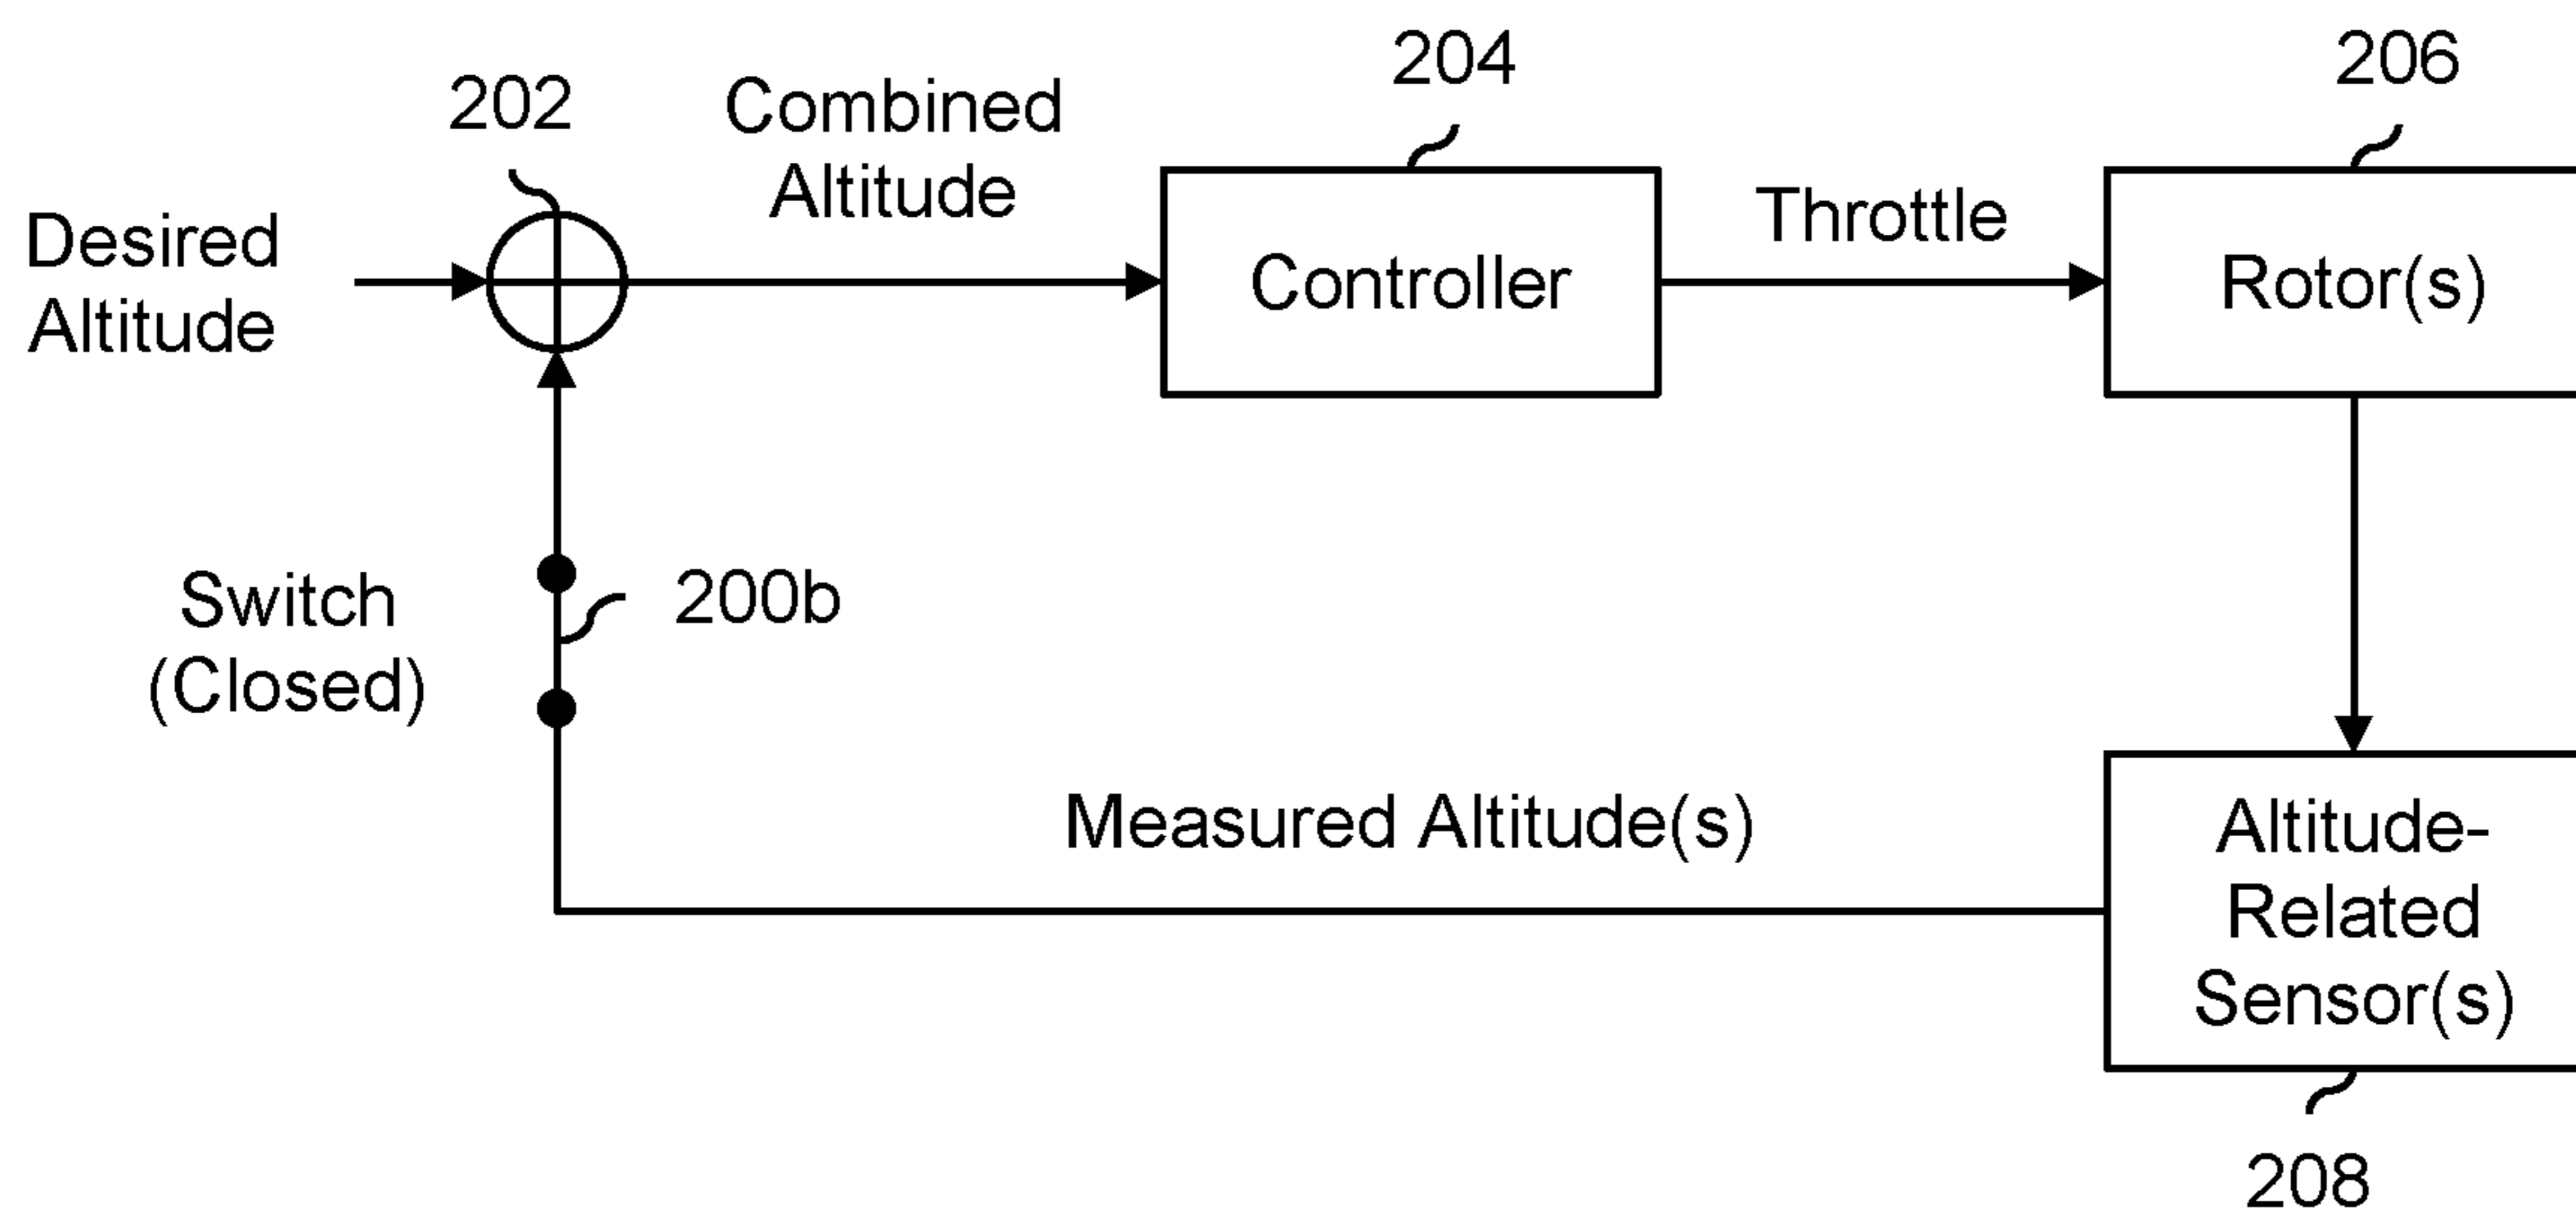 204
206
202
Combined
Altitude
Desired
Altitude
Controller
Throttle
Rotor(s)
Switch
(Closed)
200b
Measured Altitude(s)
Altitude-
Related
Sensor(s)
208